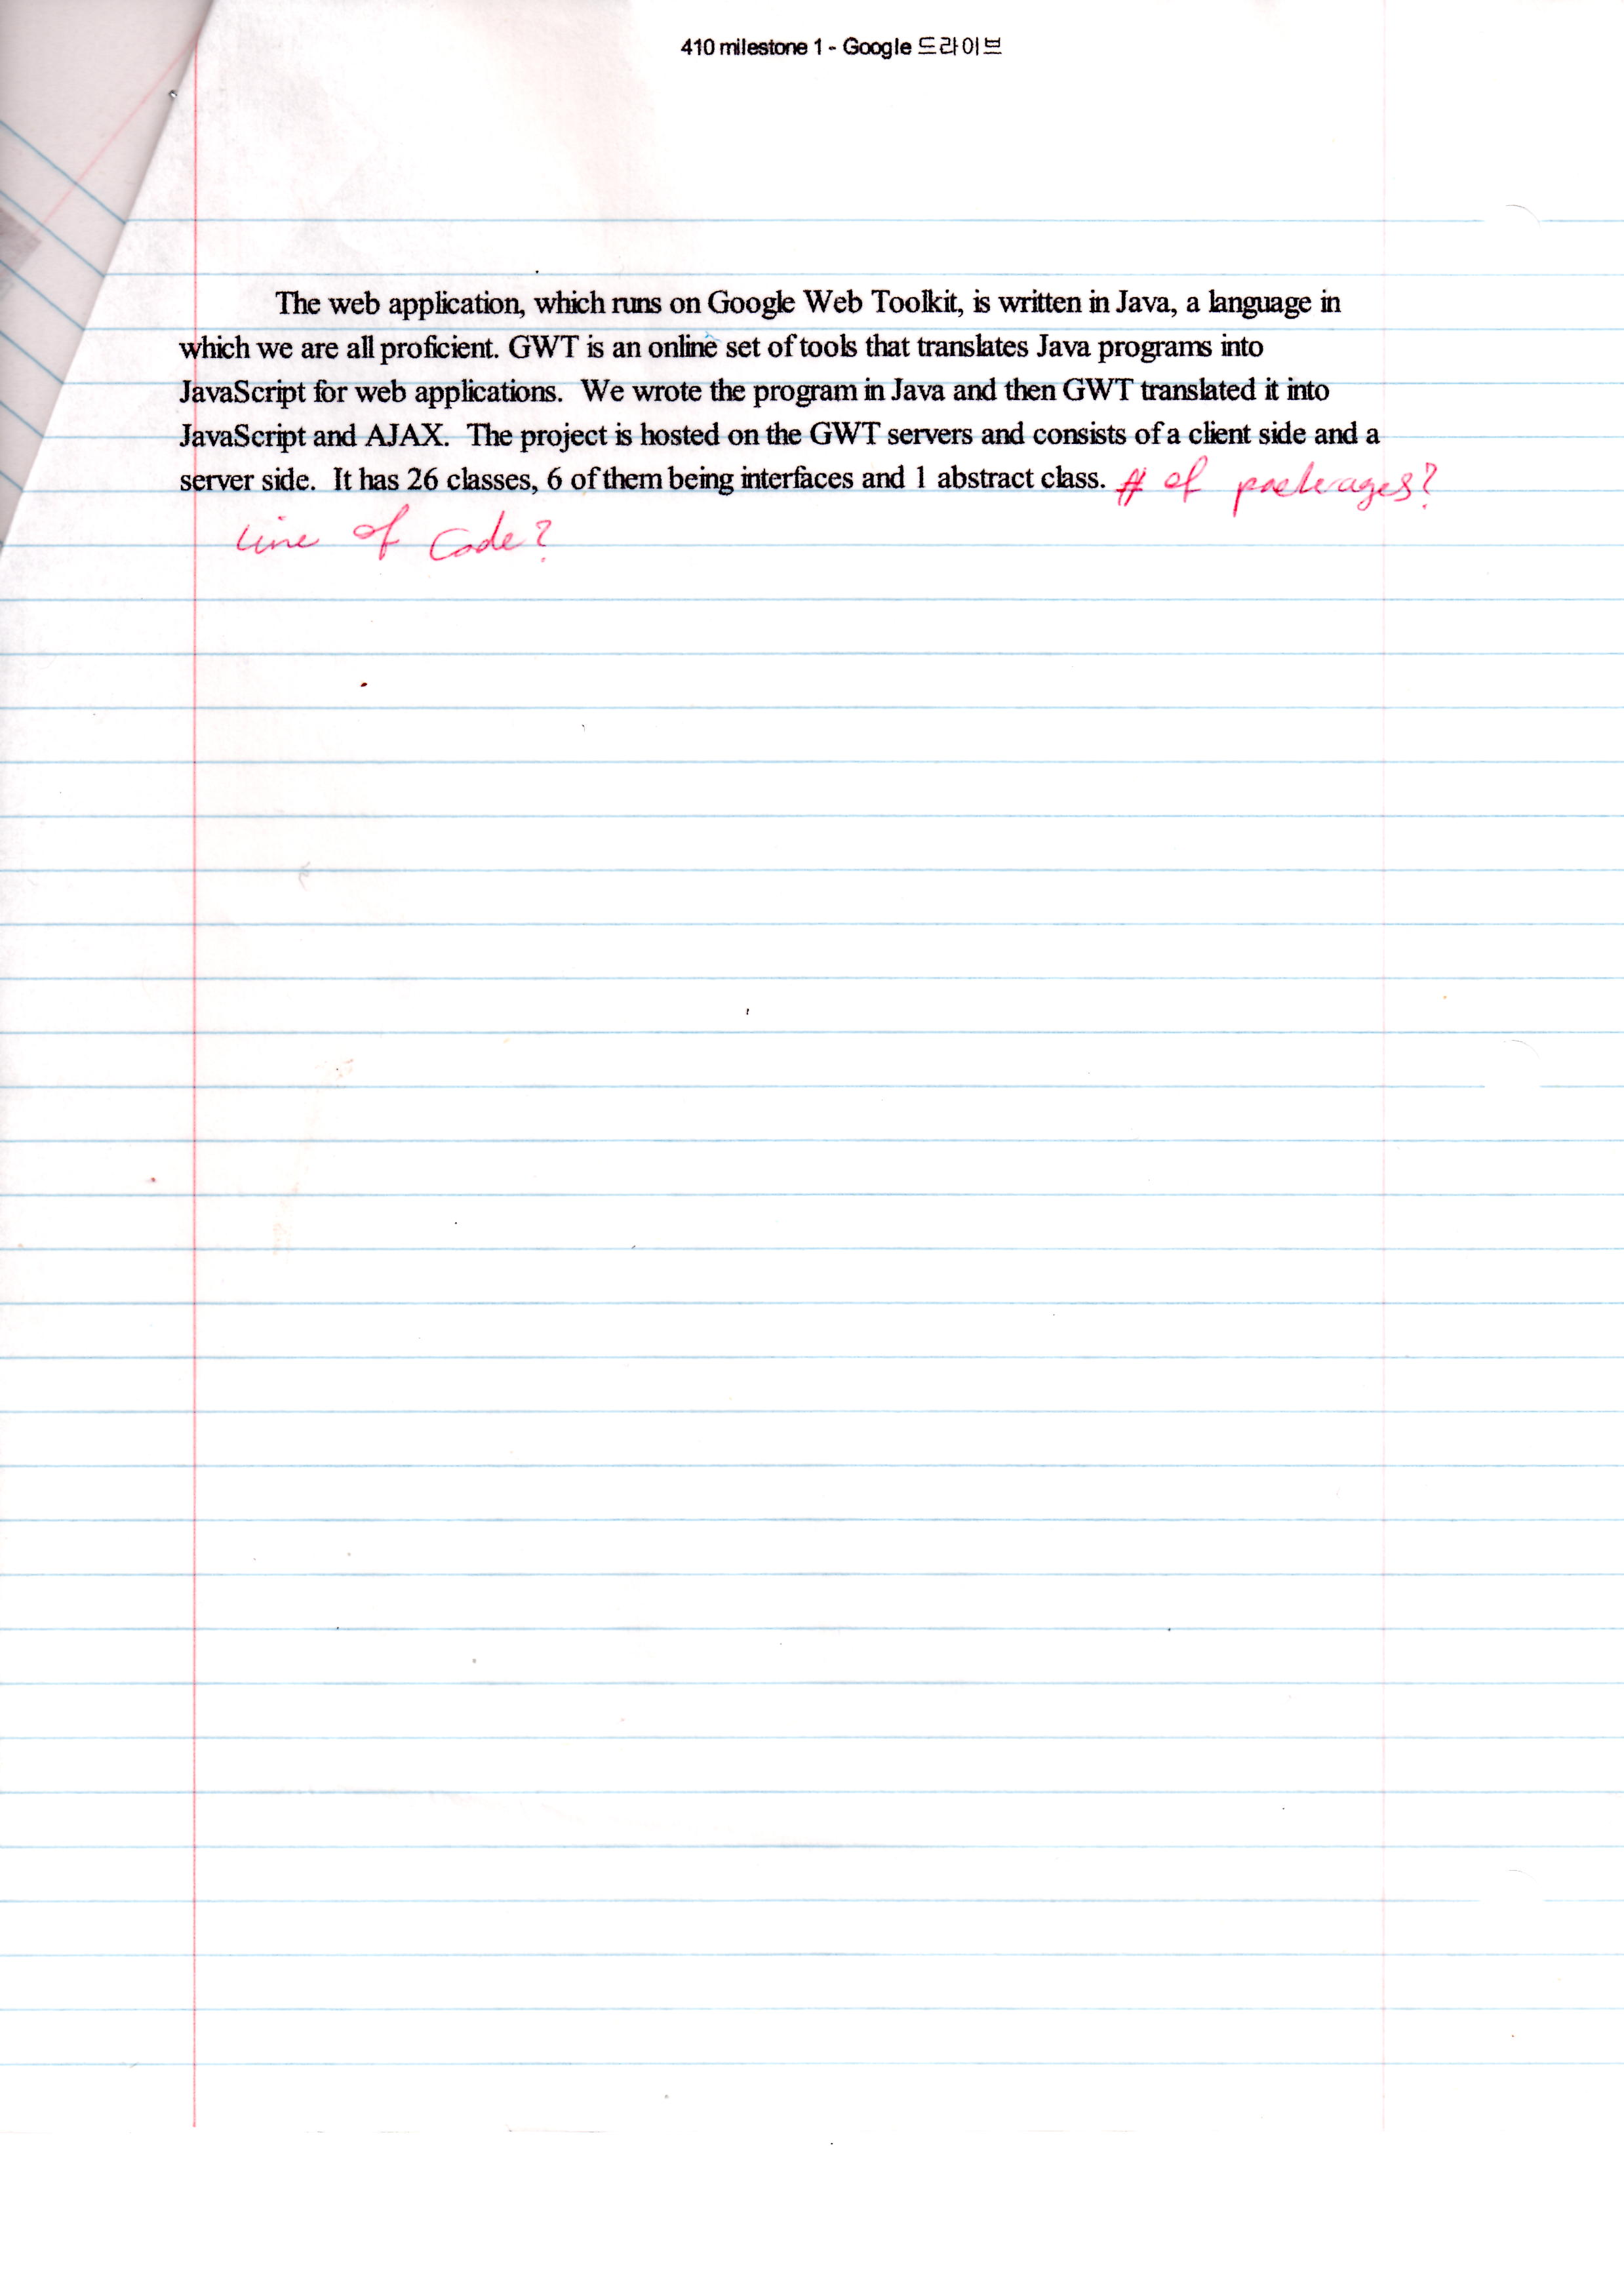 410 milestone 1 - Google 드라이브
The web application, which runs on Google Web Toolkit, is written in Java, a language in
which we are all proficient. GWT is an online set of tools that translates Java programs into
JavaScript for web applications.  We wrote the program in Java and then GWT translated it into
JavaScript and AJAX.  The project is hosted on the GWT servers and consists of a client side and a
server side.  It has 26 classes, 6 of them being interfaces and 1 abstract class. # of packages?
Line of Code?